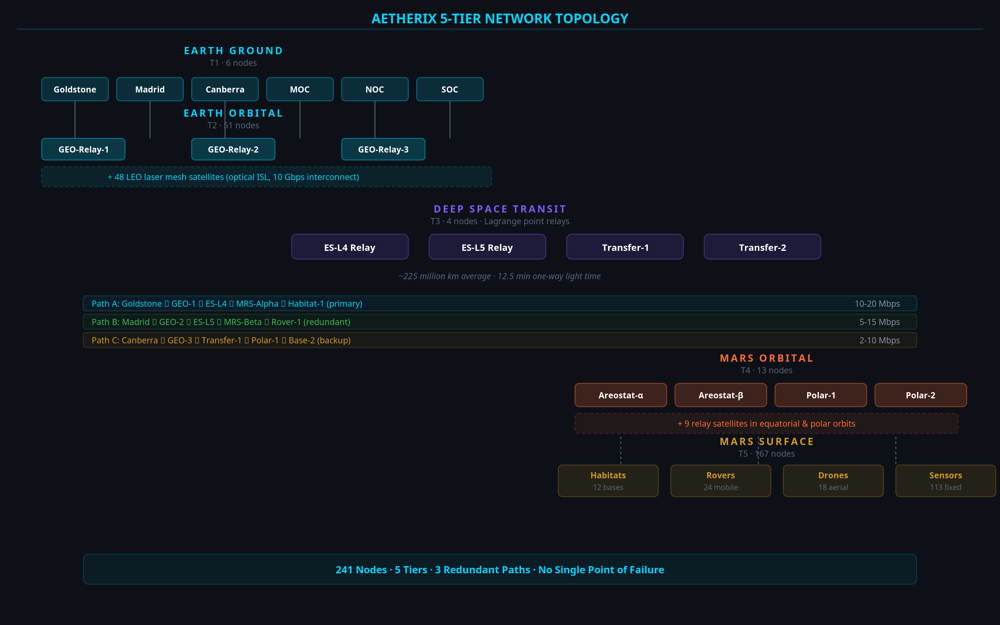 AETHERIX 5-TIER NETWORK TOPOLOGY
EARTH GROUND
T1 · 6 nodes
Goldstone
Madrid
Canberra
MOC
NOC
SOC
EARTH ORBITAL
T2 · 51 nodes
GEO-Relay-1
GEO-Relay-2
GEO-Relay-3
+ 48 LEO laser mesh satellites (optical ISL, 10 Gbps interconnect)
DEEP SPACE TRANSIT
T3 · 4 nodes · Lagrange point relays
ES-L4 Relay
ES-L5 Relay
Transfer-1
Transfer-2
~225 million km average · 12.5 min one-way light time
Path A: Goldstone ▯ GEO-1 ▯ ES-L4 ▯ MRS-Alpha ▯ Habitat-1 (primary)
10-20 Mbps
Path B: Madrid ▯ GEO-2 ▯ ES-L5 ▯ MRS-Beta ▯ Rover-1 (redundant)
5-15 Mbps
Path C: Canberra ▯ GEO-3 ▯ Transfer-1 ▯ Polar-1 ▯ Base-2 (backup)
2-10 Mbps
MARS ORBITAL
T4 · 13 nodes
Areostat-α
Areostat-β
Polar-1
Polar-2
+ 9 relay satellites in equatorial & polar orbits
MARS SURFACE
T5 · 167 nodes
Habitats
12 bases
Rovers
24 mobile
Drones
18 aerial
Sensors
113 fixed
241 Nodes · 5 Tiers · 3 Redundant Paths · No Single Point of Failure